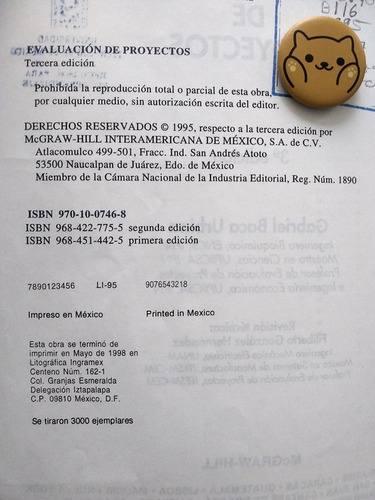 EVALUACIÓN DE PROYECTOS
Tercera edición
Prohibida la reproducción total o parcial de esta obra,
por cualquier medio, sin autorización escrita del editor.
DERECHOS RESERVADOS © 1995, respecto a la tercera edición por
McGRAW-HILL INTERAMERICANA DE MÉXICO, S.A. de C.V.
Atlacomulco 499-501, Fracc. Ind. San Andrés Atoto
53500 Naucalpan de Juárez, Edo. de México
Miembro de la Cámara Nacional de la Industria Editorial, Reg. Núm. 1890
ISBN 970-10-0746-8
ISBN 968-422-775-5 segunda edición
ISBN 968-451-442-5 primera edición
7890123456 LI-95 9076543218
Impreso en México Printed in Mexico
Esta obra se terminó de
imprimir en Mayo de 1998 en
Litográfica Ingramex
Centeno Núm. 162-1
Col. Granjas Esmeralda
Delegación Iztapalapa
C.P. 09810 México, D.F.
Se tiraron 3000 ejemplares